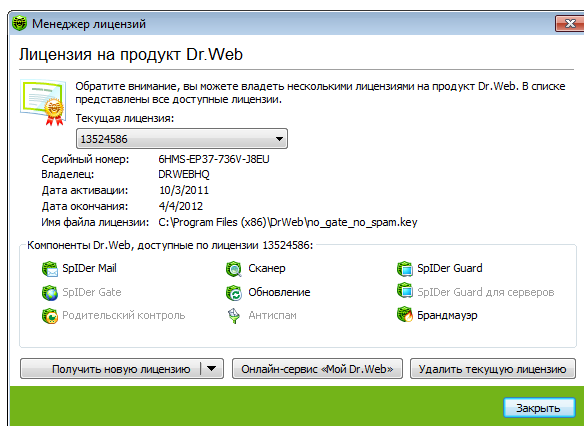 Менеджер лицензий
Лицензия на продукт Dr.Web
Обратите внимание, вы можете владеть несколькими лицензиями на продукт Dr.Web. В списке
представлены все доступные лицензии.
Текущая лицензия:
13524586
Серийный номер: 6HMS-EP37-736V-J8EU
Владелец: DRWEBHQ
Дата активации: 10/3/2011
Дата окончания: 4/4/2012
Имя файла лицензии: C:\Program Files (x86)\DrWeb\no_gate_no_spam.key
Компоненты Dr.Web, доступные по лицензии 13524586:
SpIDer Mail Сканер SpIDer Guard
SpIDer Gate Обновление SpIDer Guard для серверов
Родительский контроль Антиспам Брандмауэр
Получить новую лицензию Онлайн-сервис «Мой Dr.Web» Удалить текущую лицензию
Закрыть